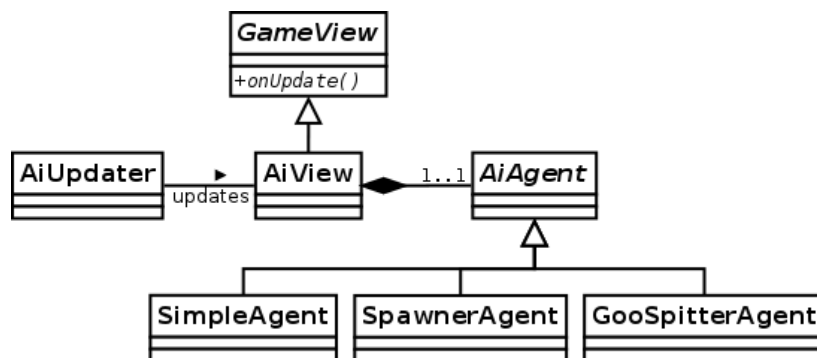 GameView
+onUpdate()
AiUpdater
updates
AiView
1..1
AiAgent
SimpleAgent
SpawnerAgent
GooSpitterAgent